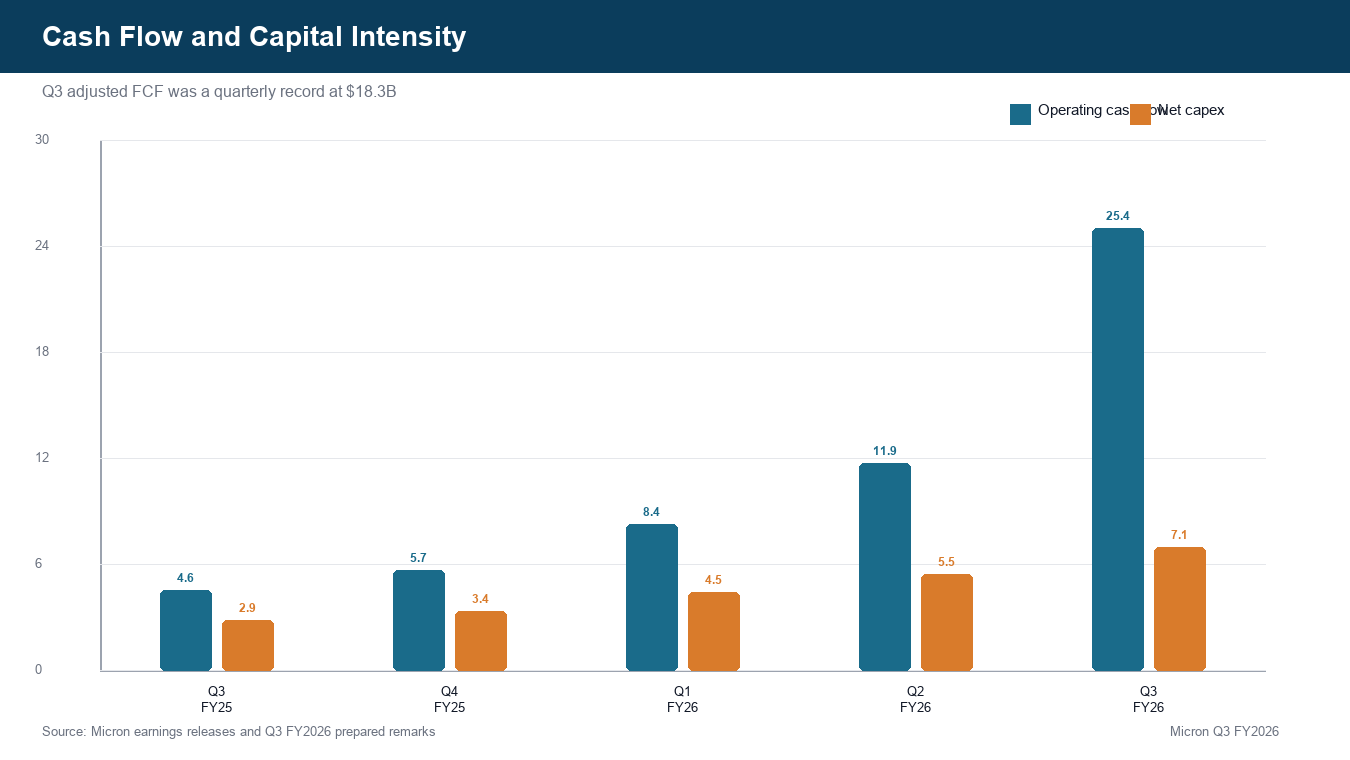 Cash Flow and Capital Intensity
Q3 adjusted FCF was a quarterly record at $18.3B
Operating Net capex
30
24
18
12
6
0
4.6
2.9
5.7
3.4
8.4
4.5
11.9
5.5
25.4
7.1
Q3
FY25
Q4
FY25
Q1
FY26
Q2
FY26
Q3
FY26
Source: Micron earnings releases and Q3 FY2026 prepared remarks
Micron Q3 FY2026